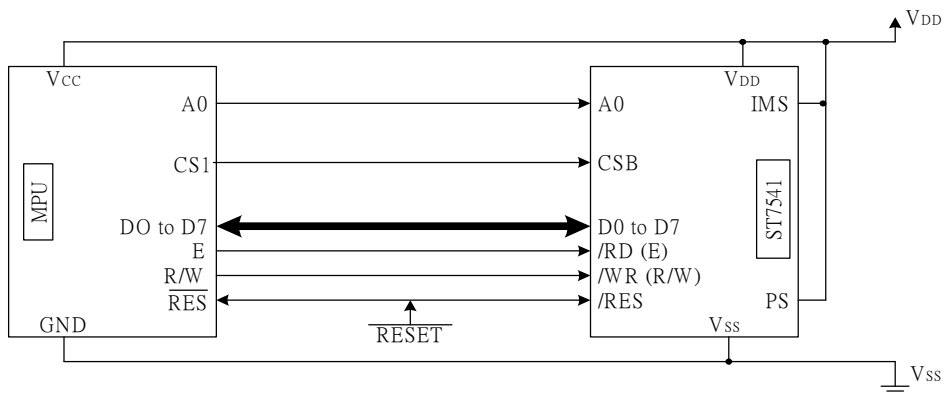 VDD
VCC
VDD
A0
A0
IMS
CS1
CSB
MPU
ST7541
DO to D7
D0 to D7
E
/RD (E)
R/W
/WR (R/W)
RES
/RES
PS
GND
RESET
VSS
VSS